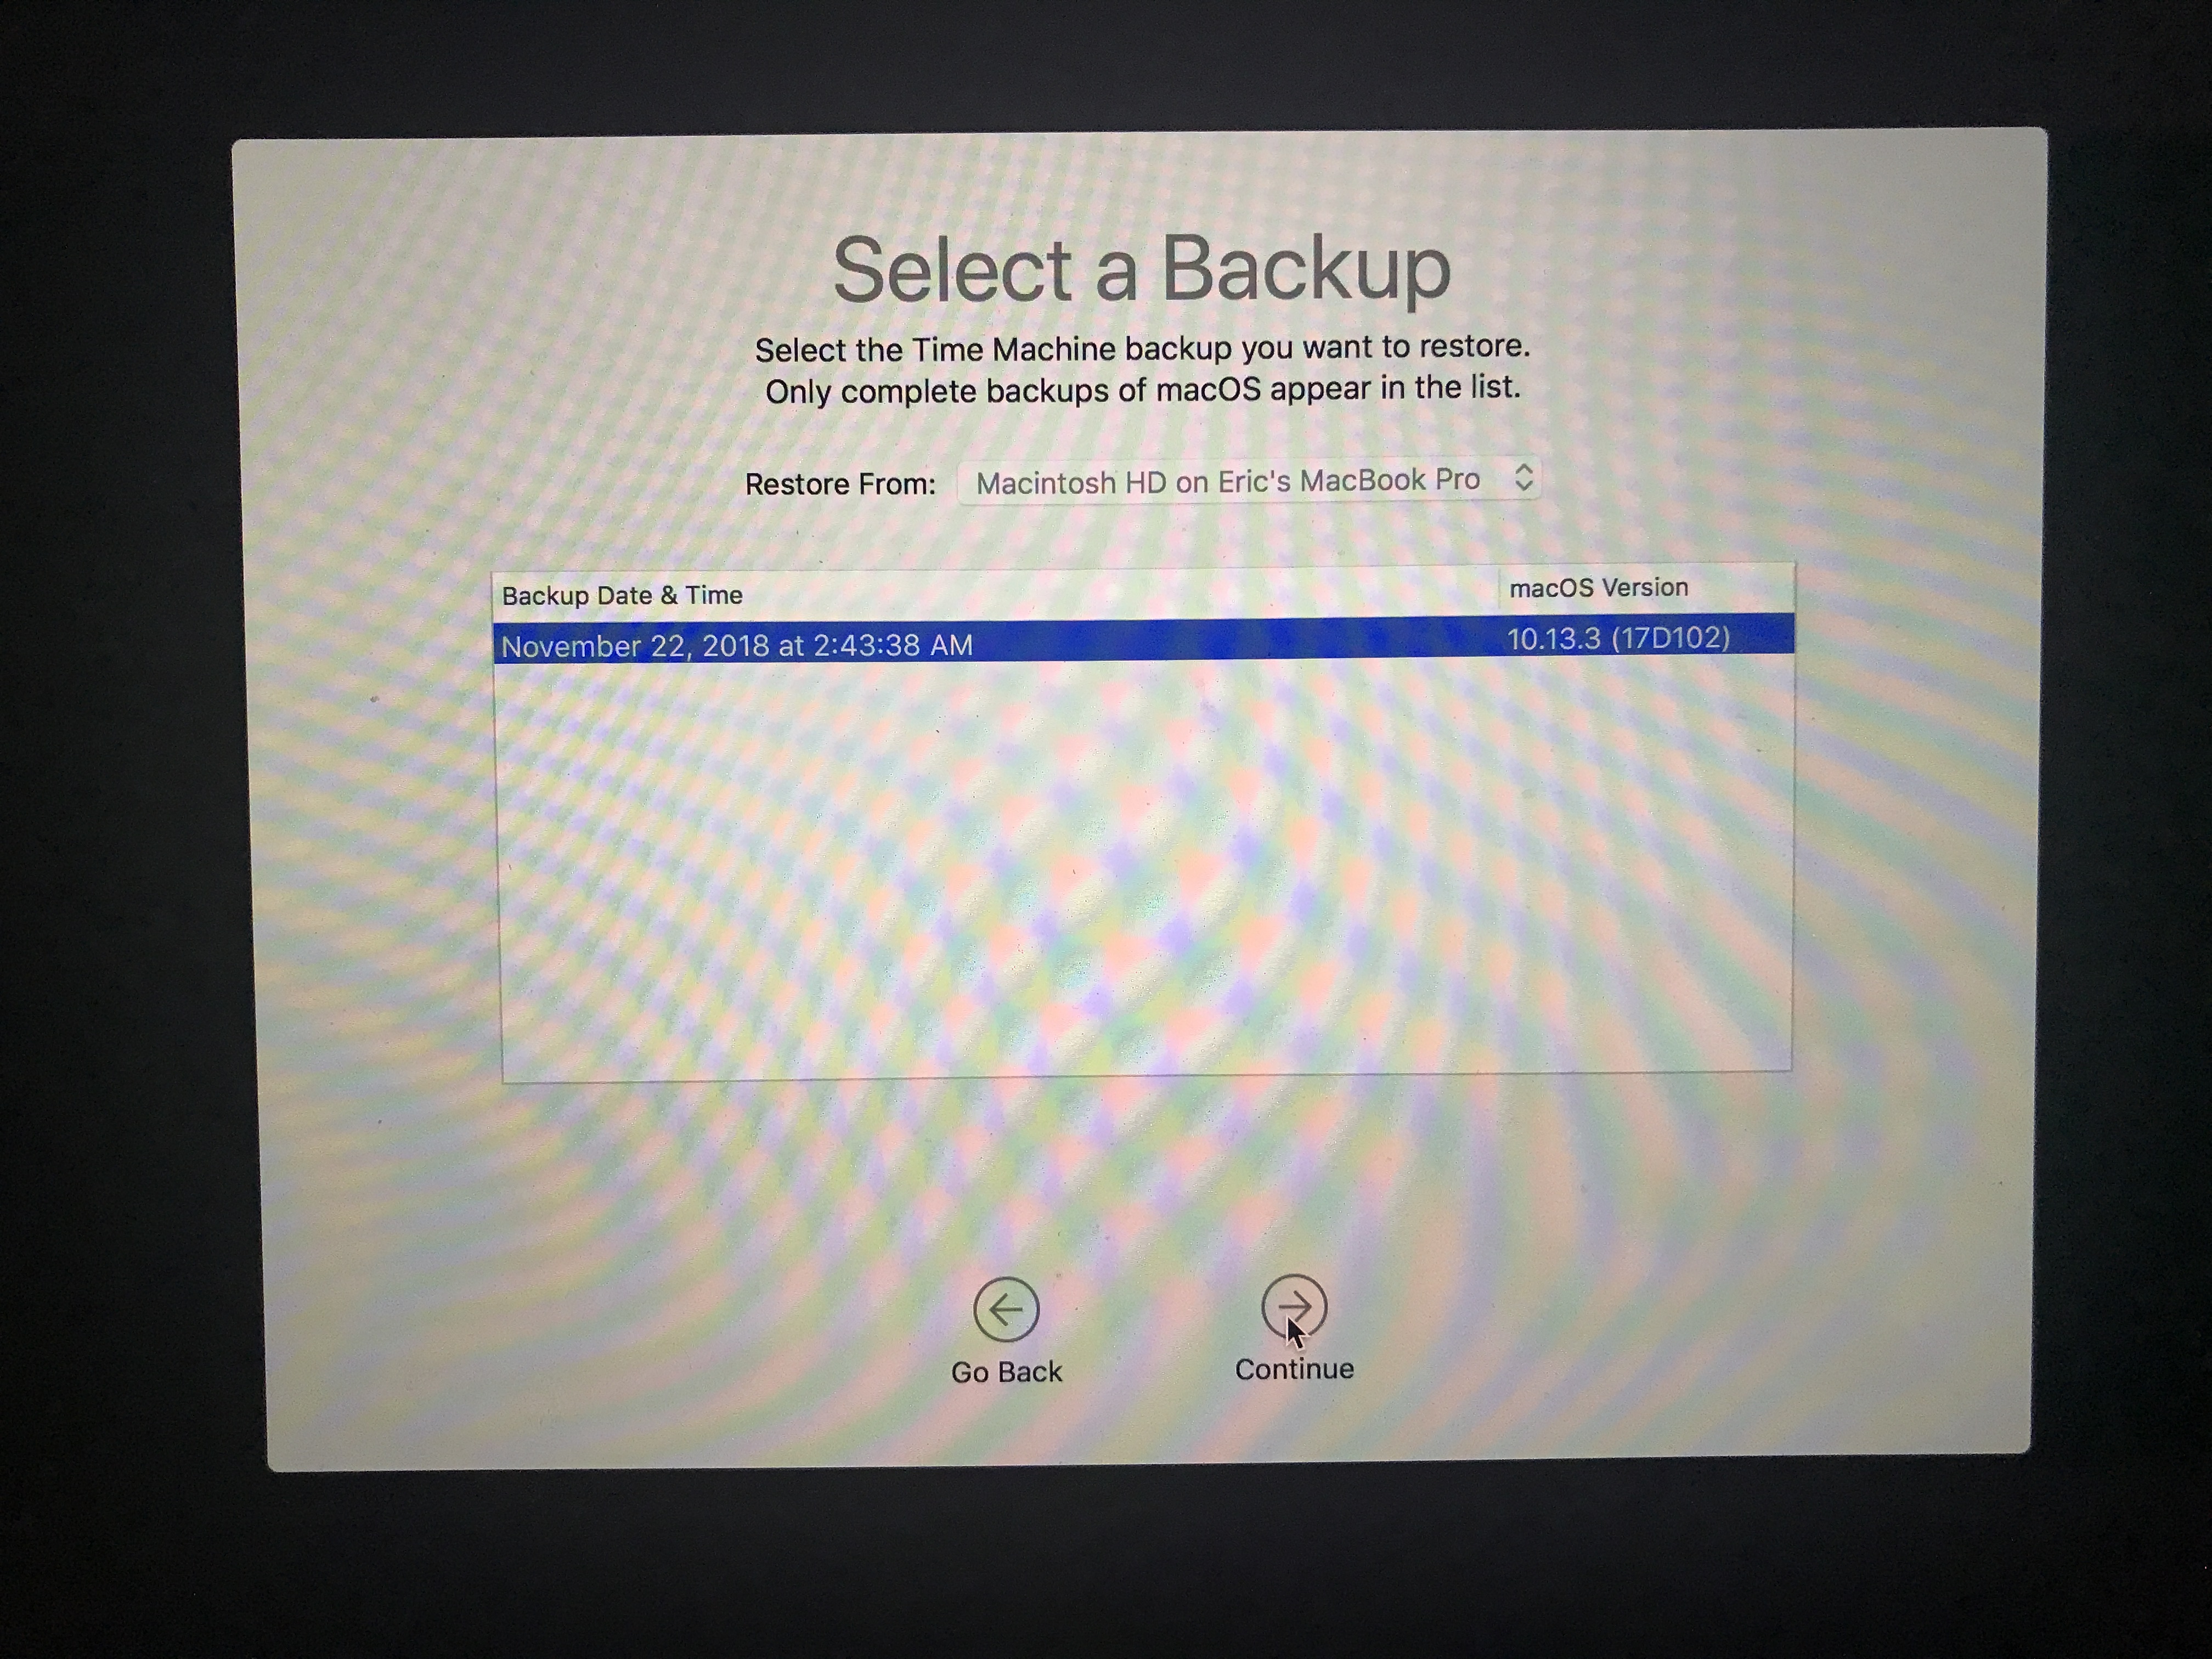 Select a Backup
Select the Time Machine backup you want to restore.
Only complete backups of macOS appear in the list.
Restore From: Macintosh HD on Eric's MacBook Pro
Backup Date & Time macOS Version
November 22, 2018 at 2:43:38 AM 10.13.3 (17D102)
Go Back Continue